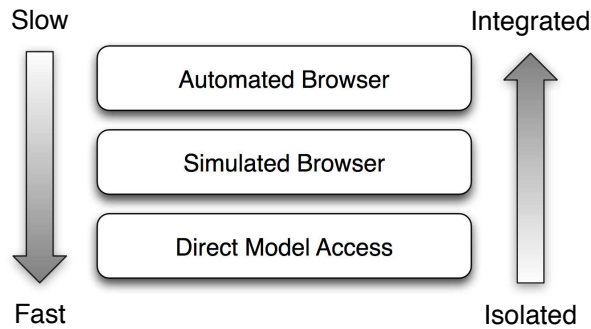 Slow
Integrated
Automated Browser
Simulated Browser
Direct Model Access
Fast
Isolated